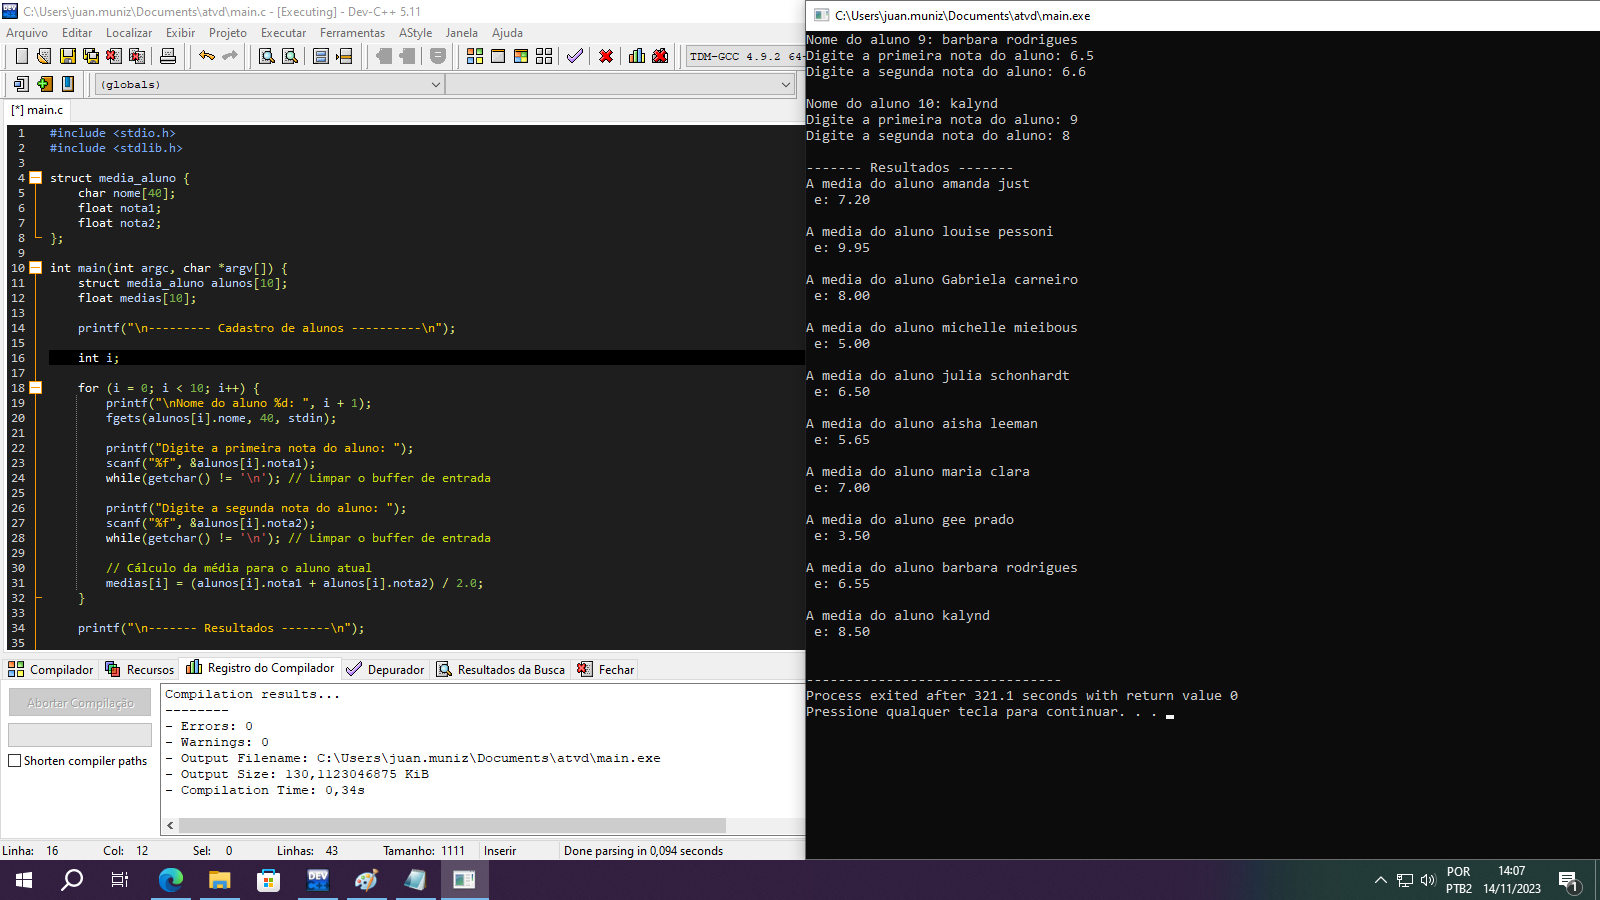 C:\Users\juan.muniz\Documents\atvd\main.c - [Executing] - Dev-C++ 5.11
Arquivo Editar Localizar Exibir Projeto Executar Ferramentas AStyle Janela Ajuda
TDM-GCC 4.9.2 64-
(globals)
[*] main.c
1 #include <stdio.h>
2 #include <stdlib.h>
3
4 struct media_aluno {
5 char nome[40];
6 float nota1;
7 float nota2;
8 };
9
10 int main(int argc, char *argv[]) {
11 struct media_aluno alunos[10];
12 float medias[10];
13
14 printf("\n--------- Cadastro de alunos ----------\n");
15
16 int i;
17
18 for (i = 0; i < 10; i++) {
19 printf("\nNome do aluno %d: ", i + 1);
20 fgets(alunos[i].nome, 40, stdin);
21
22 printf("Digite a primeira nota do aluno: ");
23 scanf("%f", &alunos[i].nota1);
24 while(getchar() != '\n'); // Limpar o buffer de entrada
25
26 printf("Digite a segunda nota do aluno: ");
27 scanf("%f", &alunos[i].nota2);
28 while(getchar() != '\n'); // Limpar o buffer de entrada
29
30 // Cálculo da média para o aluno atual
31 medias[i] = (alunos[i].nota1 + alunos[i].nota2) / 2.0;
32 }
33
34 printf("\n------- Resultados -------\n");
35
Compilador Recursos Registro do Compilador Depurador Resultados da Busca Fechar
Abortar Compilação
Shorten compiler paths
Compilation results...
--------
- Errors: 0
- Warnings: 0
- Output Filename: C:\Users\juan.muniz\Documents\atvd\main.exe
- Output Size: 130,1123046875 KiB
- Compilation Time: 0,34s
Linha: 16 Col: 12 Sel: 0 Linhas: 43 Tamanho: 1111 Inserir Done parsing in 0,094 seconds
C:\Users\juan.muniz\Documents\atvd\main.exe
Nome do aluno 9: barbara rodrigues
Digite a primeira nota do aluno: 6.5
Digite a segunda nota do aluno: 6.6
Nome do aluno 10: kalynd
Digite a primeira nota do aluno: 9
Digite a segunda nota do aluno: 8
------- Resultados -------
A media do aluno amanda just
e: 7.20
A media do aluno louise pessoni
e: 9.95
A media do aluno Gabriela carneiro
e: 8.00
A media do aluno michelle mieibous
e: 5.00
A media do aluno julia schonhardt
e: 6.50
A media do aluno aisha leeman
e: 5.65
A media do aluno maria clara
e: 7.00
A media do aluno gee prado
e: 3.50
A media do aluno barbara rodrigues
e: 6.55
A media do aluno kalynd
e: 8.50
--------------------------------
Process exited after 321.1 seconds with return value 0
Pressione qualquer tecla para continuar. . .
DEV
POR
PTB2
14:07
14/11/2023
1